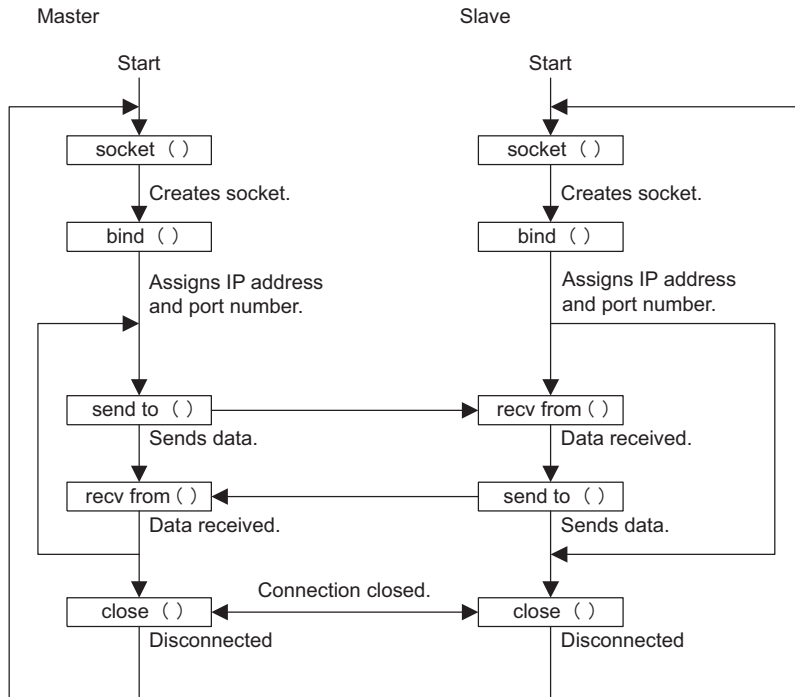 Master
Slave
Start
Start
socket ( )
socket ( )
Creates socket.
Creates socket.
bind ( )
bind ( )
Assigns IP address
and port number.
Assigns IP address
and port number.
send to ( )
recv from ( )
Sends data.
Data received.
recv from ( )
send to ( )
Data received.
Sends data.
Connection closed.
close ( )
close ( )
Disconnected
Disconnected